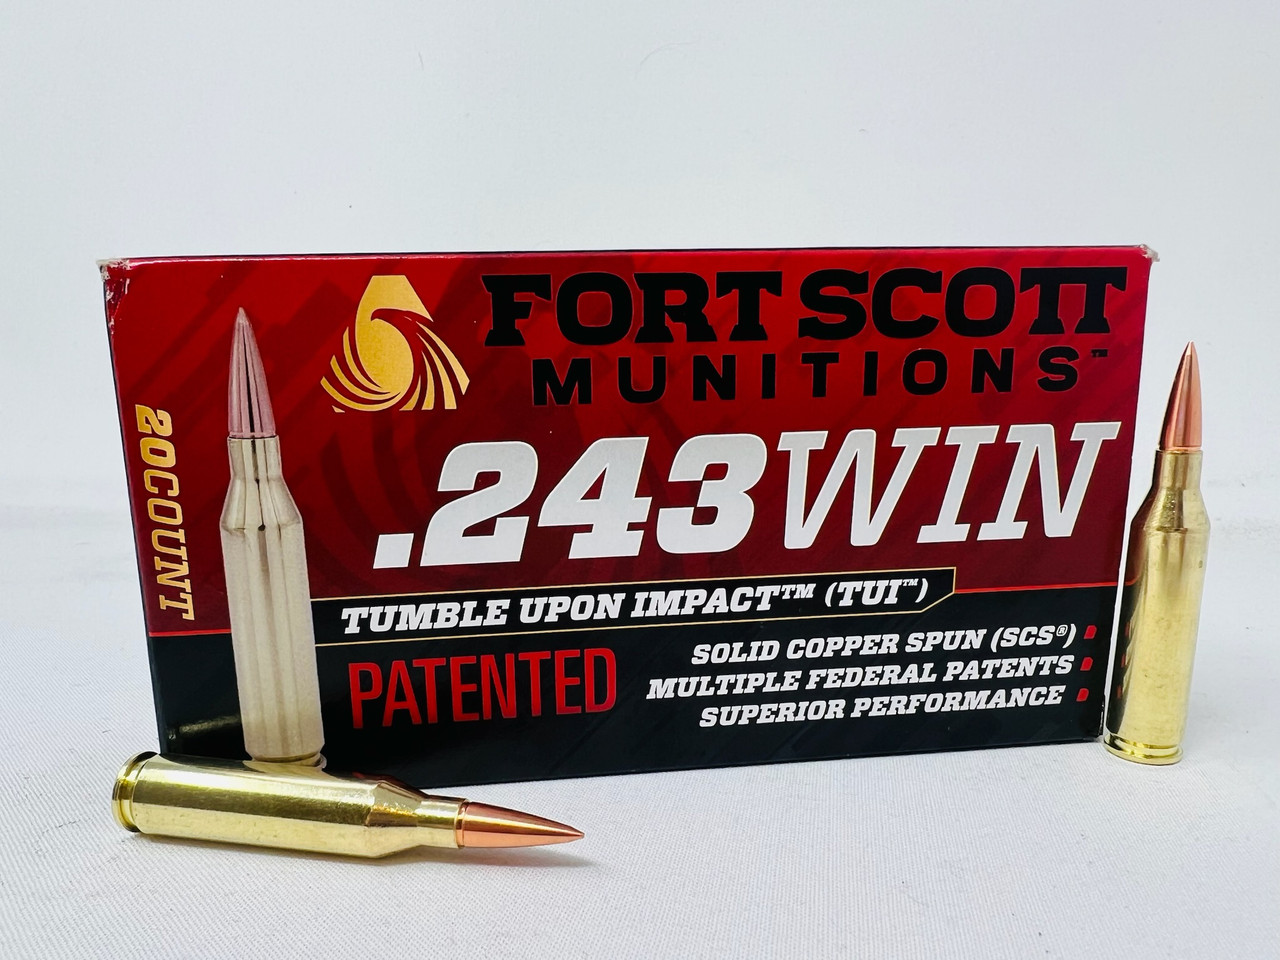 FORT SCOTT
MUNITIONS™
.243WIN
20COUNT
TUMBLE UPON IMPACT™ (TUI™)
PATENTED
SOLID COPPER SPUN (SCS®)
MULTIPLE FEDERAL PATENTS
SUPERIOR PERFORMANCE